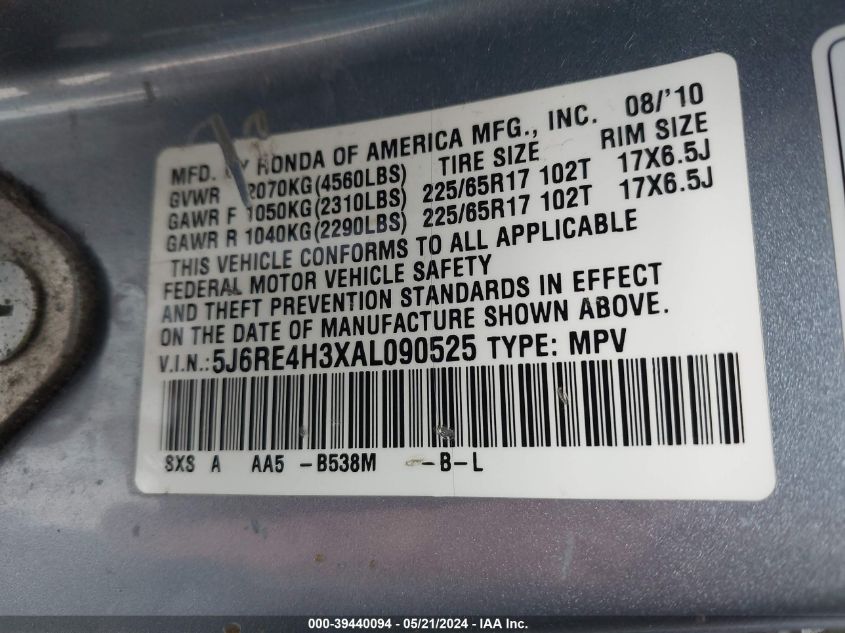 MFD. BY HONDA OF AMERICA MFG., INC. 08/'10
GVWR 2070KG(4560LBS) TIRE SIZE RIM SIZE
GAWR F 1050KG(2310LBS) 225/65R17 102T 17X6.5J
GAWR R 1040KG(2290LBS) 225/65R17 102T 17X6.5J
THIS VEHICLE CONFORMS TO ALL APPLICABLE
FEDERAL MOTOR VEHICLE SAFETY
AND THEFT PREVENTION STANDARDS IN EFFECT
ON THE DATE OF MANUFACTURE SHOWN ABOVE.
V.I.N.: 5J6RE4H3XAL090525 TYPE: MPV
SXS A AA5 -B538M -B-L
000-39440094 - 05/21/2024 - IAA Inc.